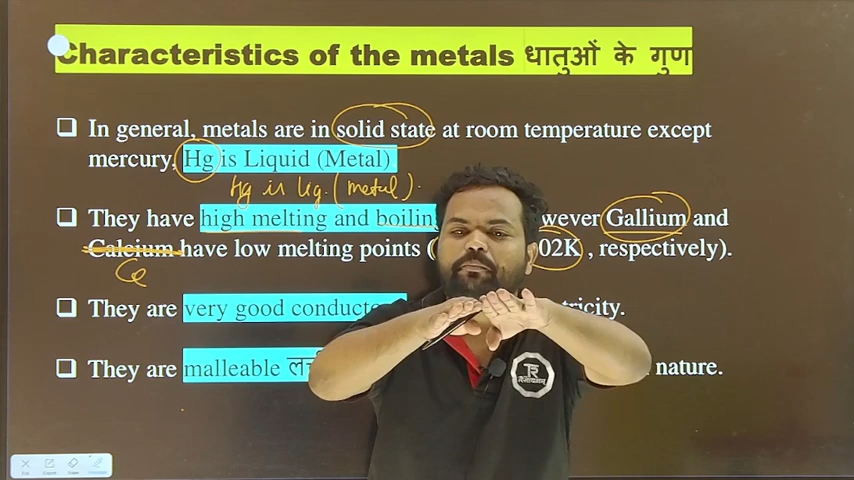 Characteristics of the metals धातुओं के गुण
In general, metals are in solid state at room temperature except
mercury, Hg is Liquid (Metal)
Hg is liq. (metal).
They have high melting and boilin wever Gallium and
Calcium have low melting points ( 02K , respectively).
They are very good conducto tricity.
They are malleable nature.